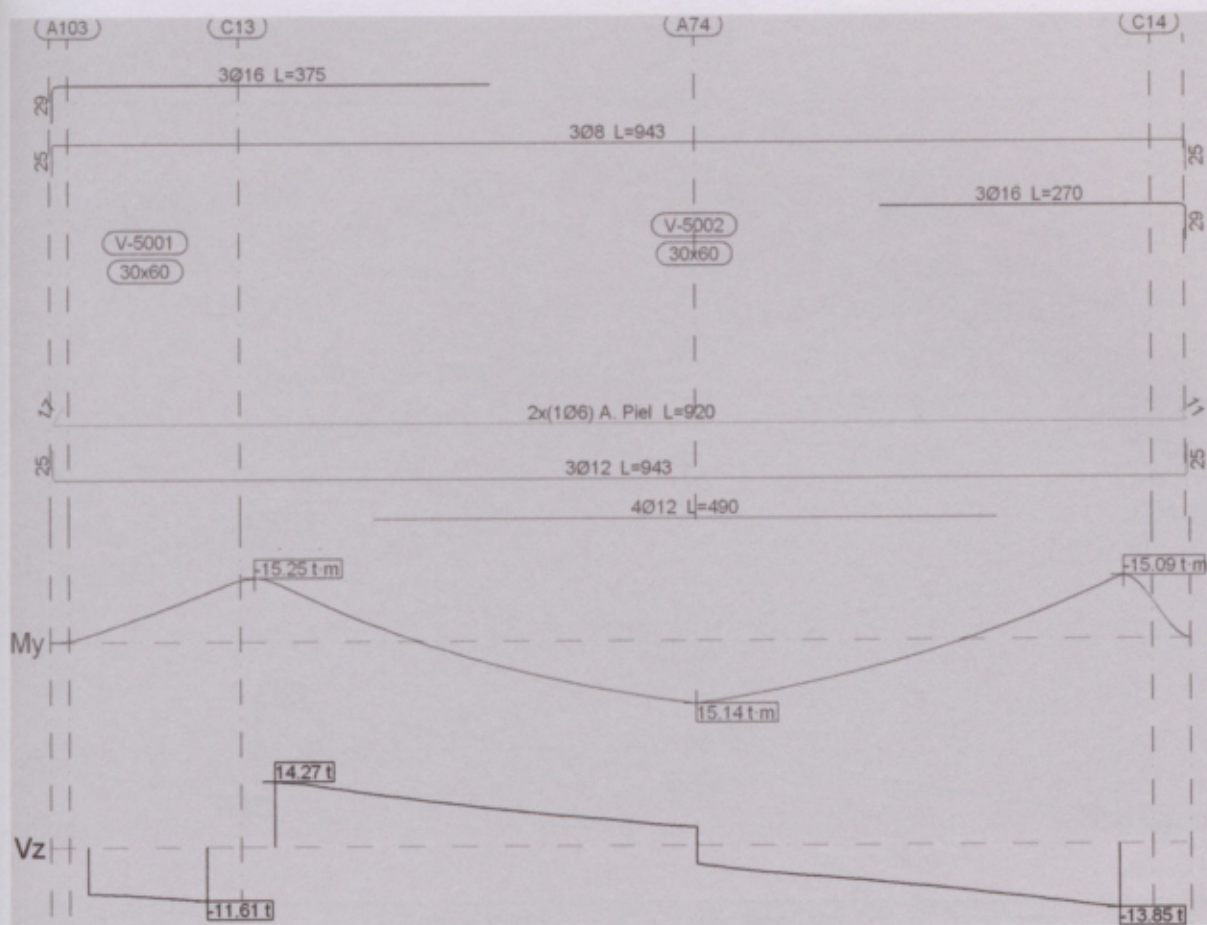 A103 C13 A74 C14
3Ø16 L=375
29
3Ø8 L=943
25 25
3Ø16 L=270
29
V-5001 V-5002
30x60 30x60
2x(1Ø6) A. Piel L=920
11
3Ø12 L=943
25 25
4Ø12 L=490
-15.25 t·m -15.09 t·m
My
15.14 t·m
14.27 t
Vz
-11.61 t -13.85 t